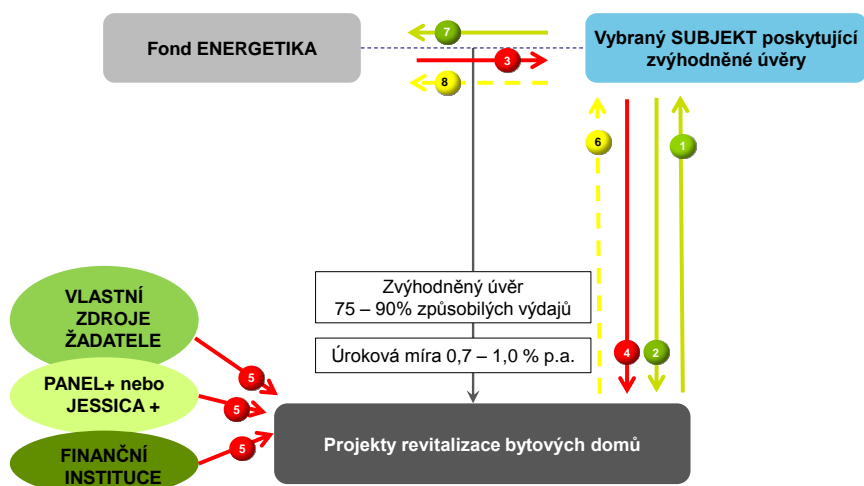 Fond ENERGETIKA
7
3
8
Vybraný SUBJEKT poskytující
zvýhodněné úvěry
6
1
Zvýhodněný úvěr
75 – 90% způsobilých výdajů
Úroková míra 0,7 – 1,0 % p.a.
4
2
VLASTNÍ
ZDROJE
ŽADATELE
5
PANEL+ nebo
JESSICA +
5
FINANČNÍ
INSTITUCE
5
Projekty revitalizace bytových domů